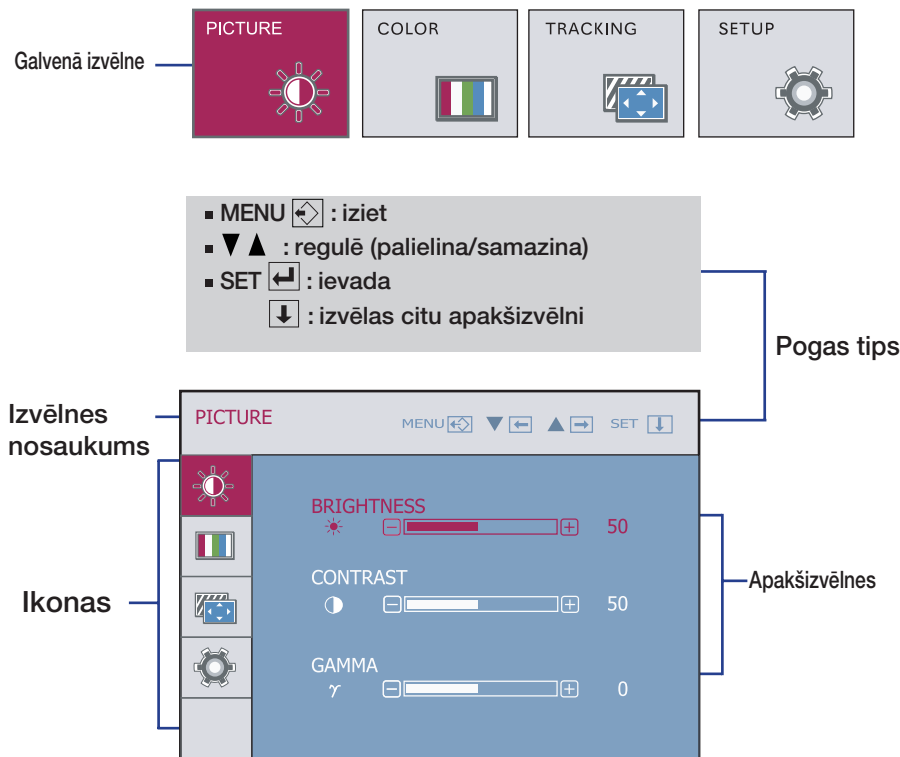 PICTURE COLOR TRACKING SETUP
Galvenā izvēlne
▪ MENU : iziet
▪ ▼▲ : regulē (palielina/samazina)
▪ SET : ievada
: izvēlas citu apakšizvēlni
Pogas tips
Izvēlnes
nosaukums
PICTURE MENU ▼ ▲ SET
BRIGHTNESS
50
CONTRAST
50
Apakšizvēlnes
Ikonas
GAMMA
γ 0